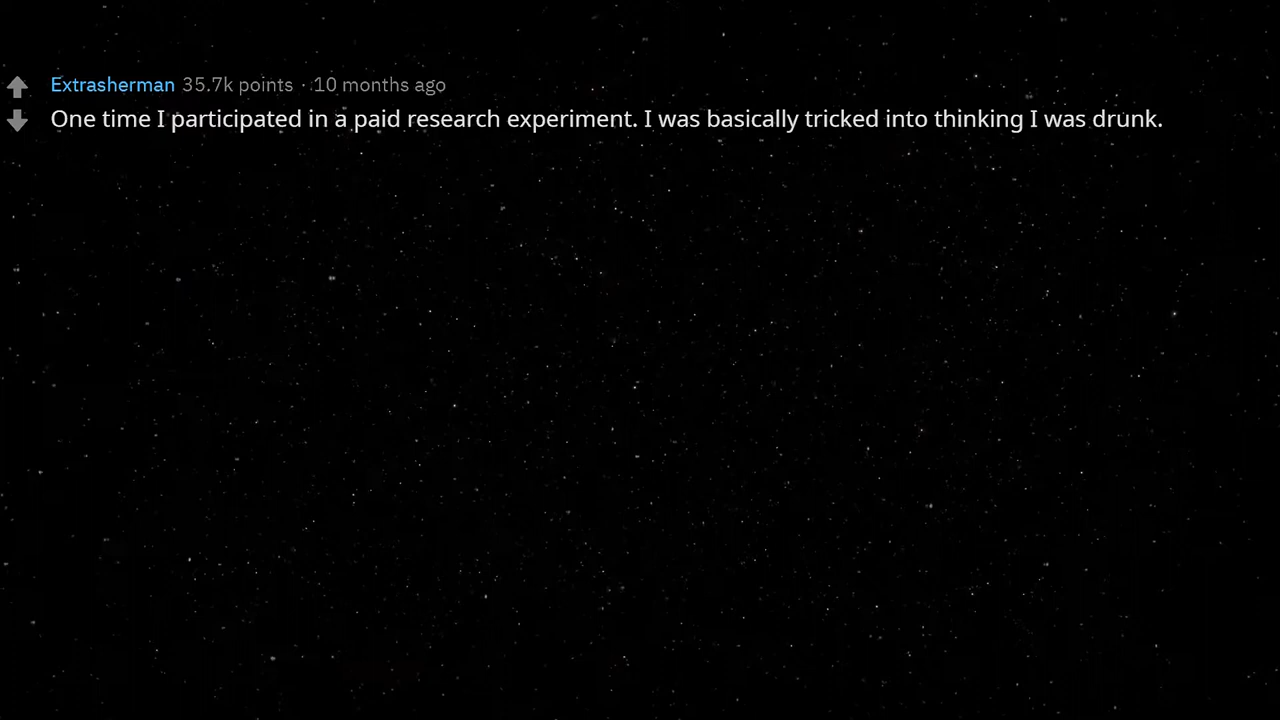 Extrasherman 35.7k points · 10 months ago
One time I participated in a paid research experiment. I was basically tricked into thinking I was drunk.